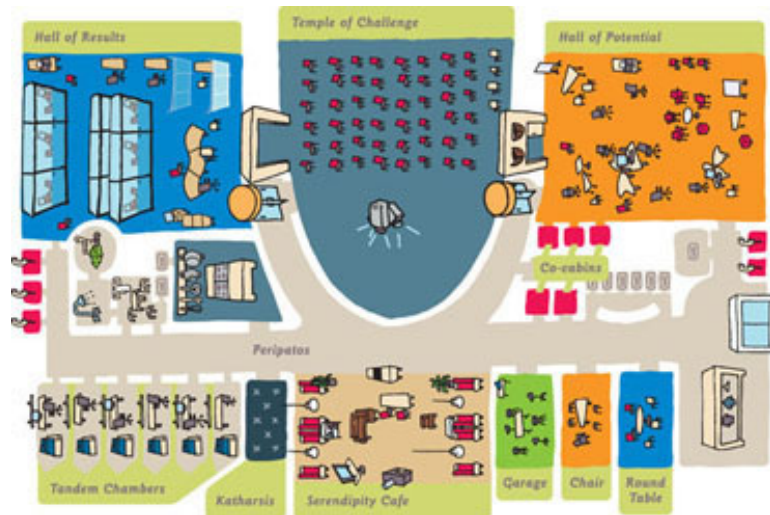 Temple of Challenge
Hall of Results
Hall of Potential
Co-cabins
Peripatos
Tandem Chambers
Katharsis
Serendipity Cafe
Garage
Chair
Round
Table